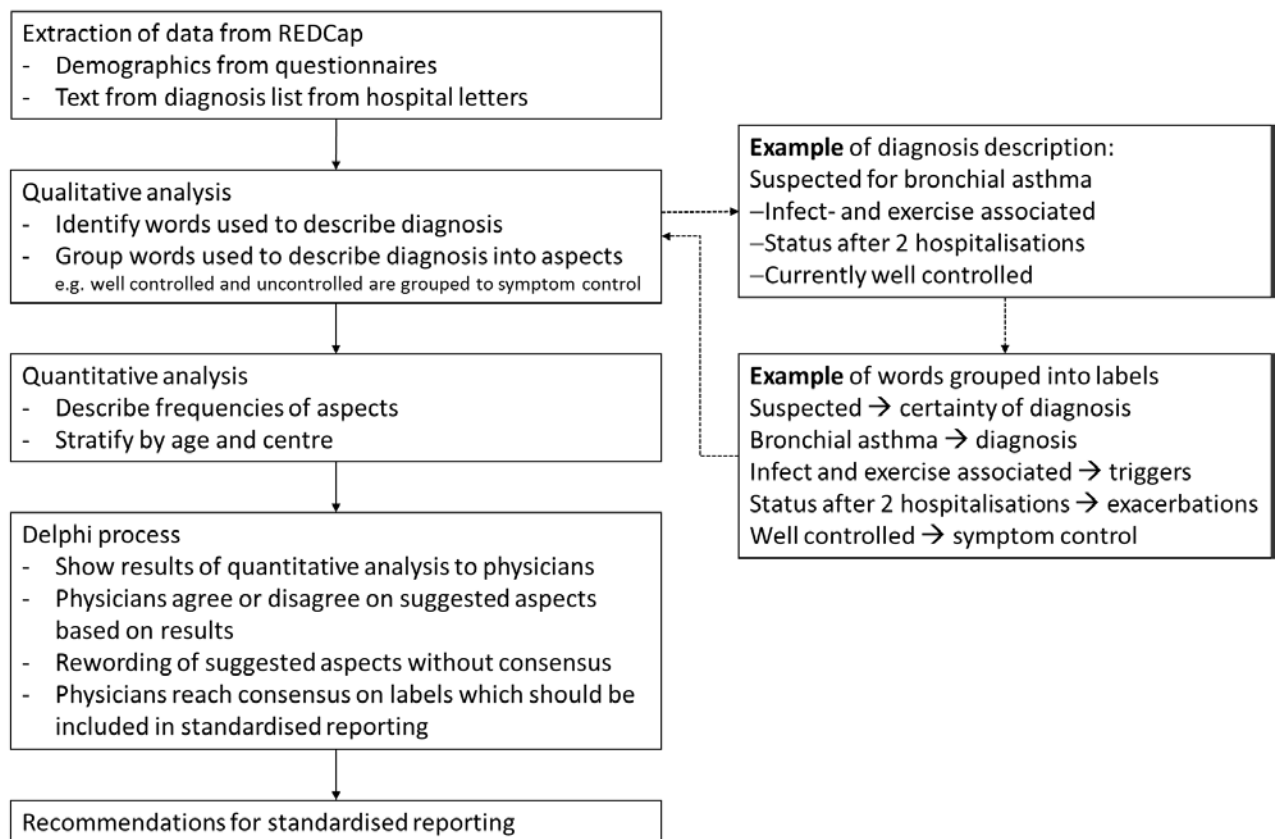 Extraction of data from REDCap
- Demographics from questionnaires
- Text from diagnosis list from hospital letters
Qualitative analysis
- Identify words used to describe diagnosis
- Group words used to describe diagnosis into aspects
e.g. well controlled and uncontrolled are grouped to symptom control
Example of diagnosis description:
Suspected for bronchial asthma
–Infect- and exercise associated
–Status after 2 hospitalisations
–Currently well controlled
Example of words grouped into labels
Suspected → certainty of diagnosis
Bronchial asthma → diagnosis
Infect and exercise associated → triggers
Status after 2 hospitalisations → exacerbations
Well controlled → symptom control
Quantitative analysis
- Describe frequencies of aspects
- Stratify by age and centre
Delphi process
- Show results of quantitative analysis to physicians
- Physicians agree or disagree on suggested aspects
based on results
- Rewording of suggested aspects without consensus
- Physicians reach consensus on labels which should be
included in standardised reporting
Recommendations for standardised reporting